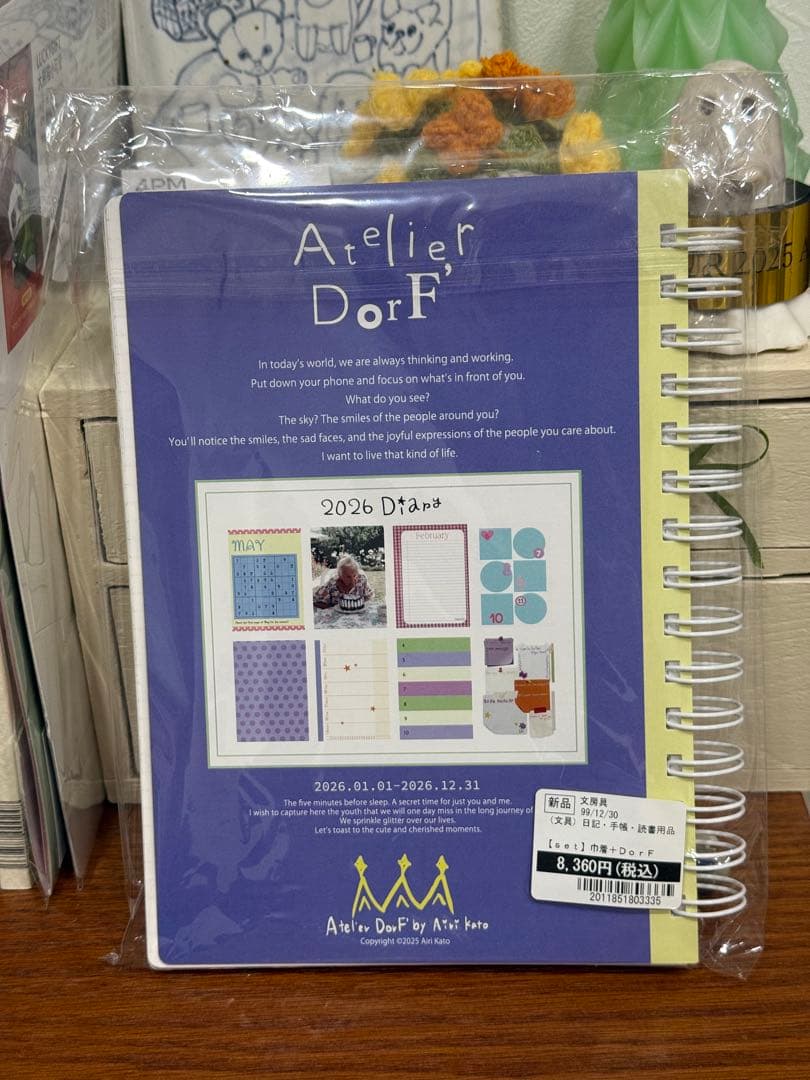 4PM
UR 2025
Atelier
DorF'
In today's world, we are always thinking and working.
Put down your phone and focus on what's in front of you.
What do you see?
The sky? The smiles of the people around you?
You'll notice the smiles, the sad faces, and the joyful expressions of the people you care about.
I want to live that kind of life.
2026 Diary
MAY
February
10
2026.01.01-2026.12.31
The five minutes before sleep. A secret time for just you and me.
I wish to capture here the youth that we will one day miss in the long journey of
We sprinkle glitter over our lives.
Let's toast to the cute and cherished moments.
Atelier DorF' by Airi Kato
Copyright ©2025 Airi Kato
新品 文房具
99/12/30
(文具) 日記・手帳・読書用品
【set】巾着+DorF
8,360円(税込)
2011851803335